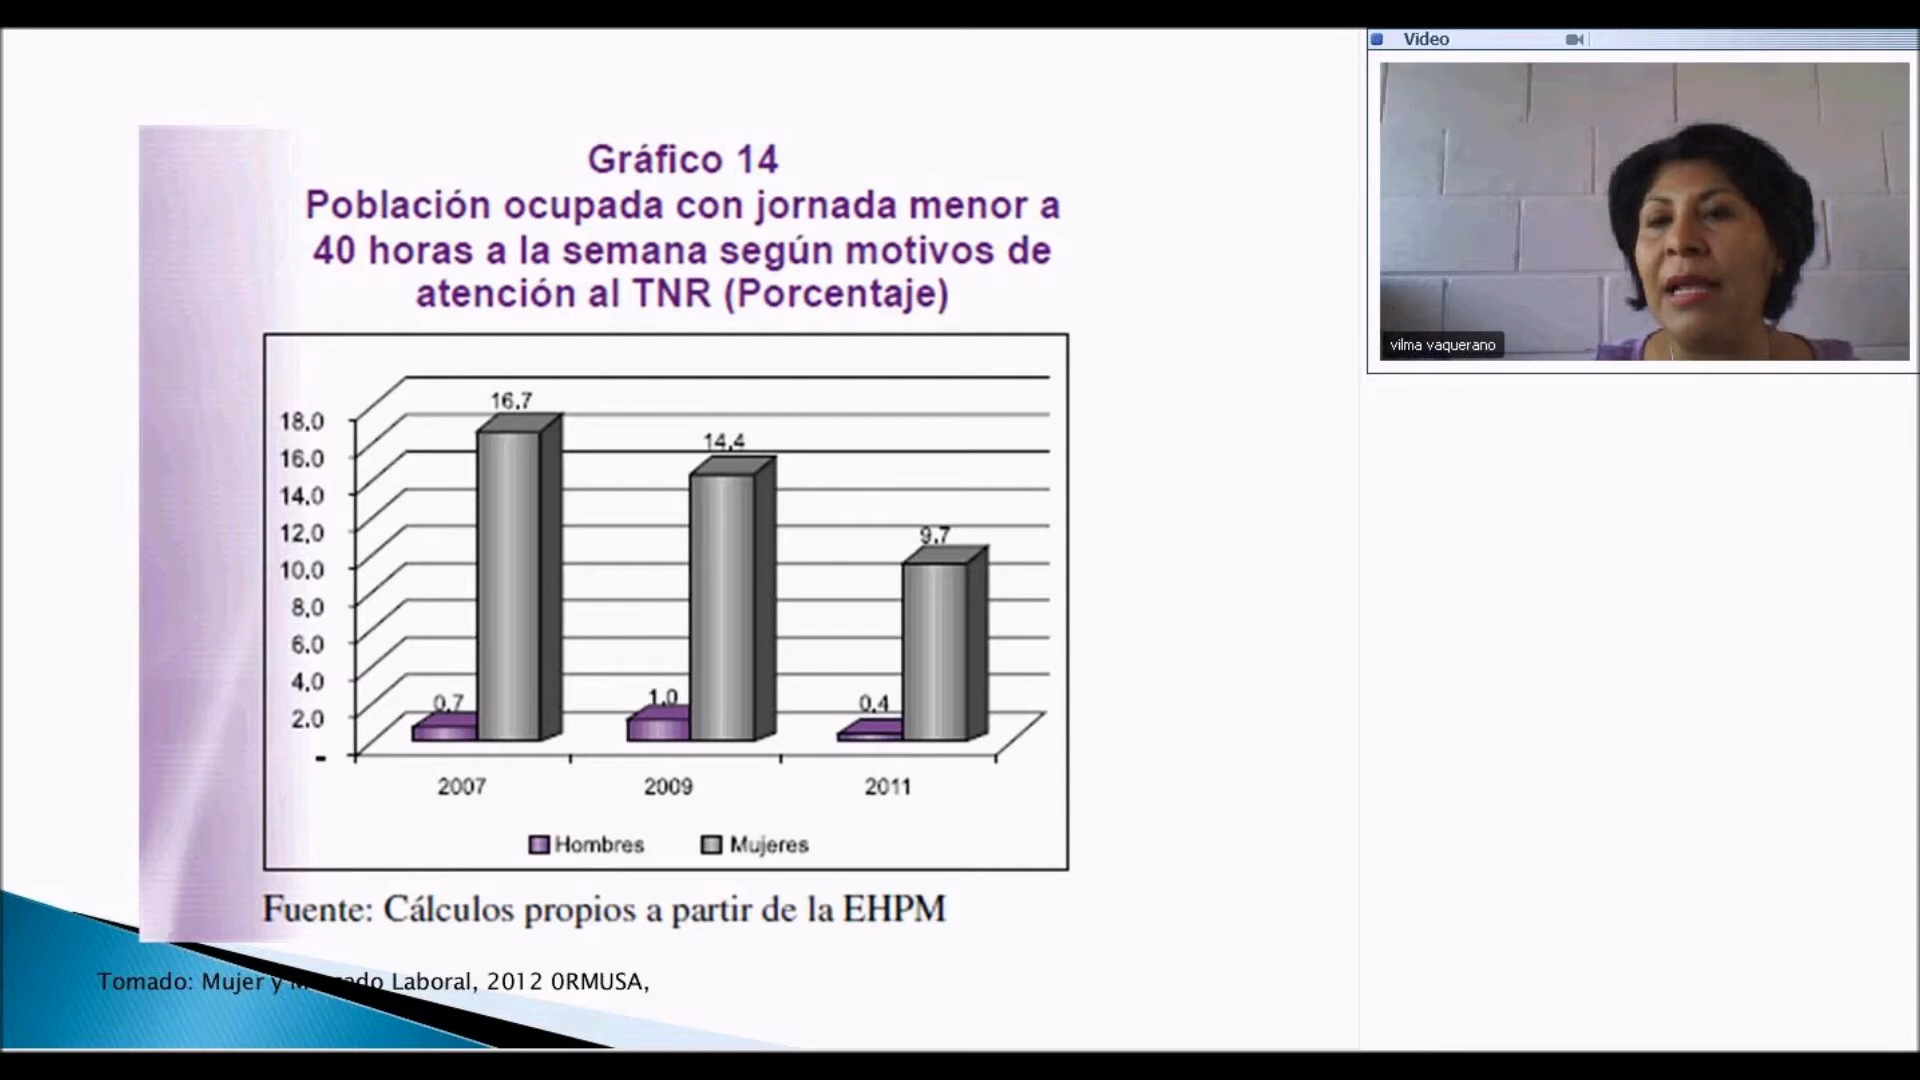 Gráfico 14
Población ocupada con jornada menor a
40 horas a la semana según motivos de
atención al TNR (Porcentaje)
18.0
16.0
14.0
12.0
10.0
8.0
6.0
4.0
2.0
-
16.7
14.4
9.7
0.7
1.0
0.4
2007
2009
2011
Hombres
Mujeres
Fuente: Cálculos propios a partir de la EHPM
Tomado: Mujer y Laboral, 2012 0RMUSA,
Video
vilma vaquerano